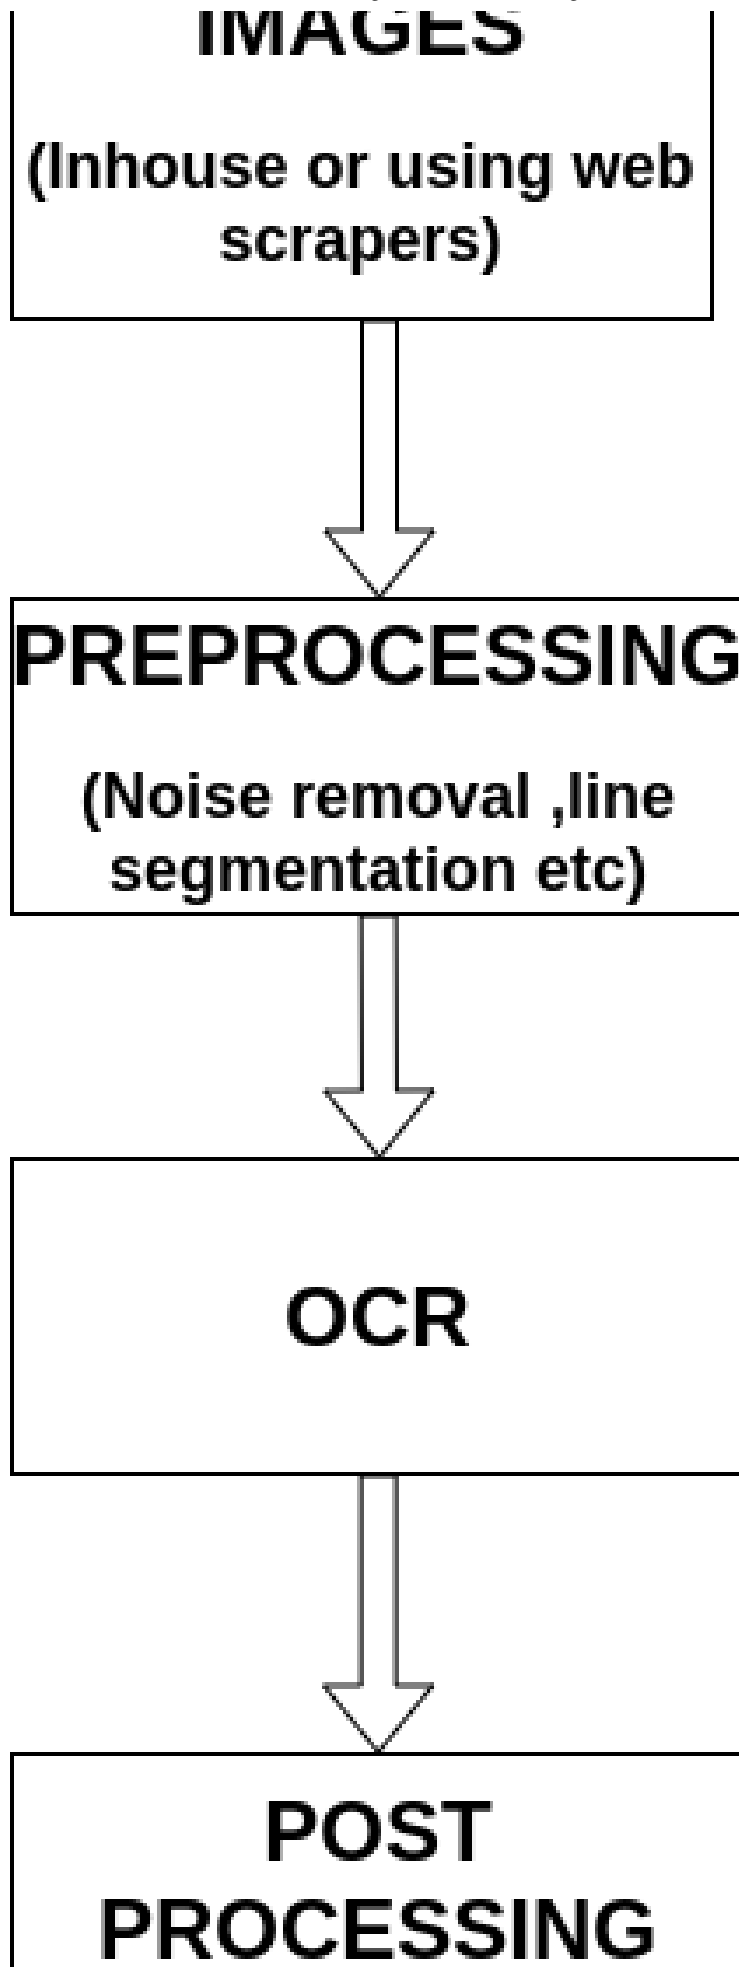 IMAGES
(Inhouse or using web
scrapers)
PREPROCESSING
(Noise removal ,line
segmentation etc)
OCR
POST
PROCESSING